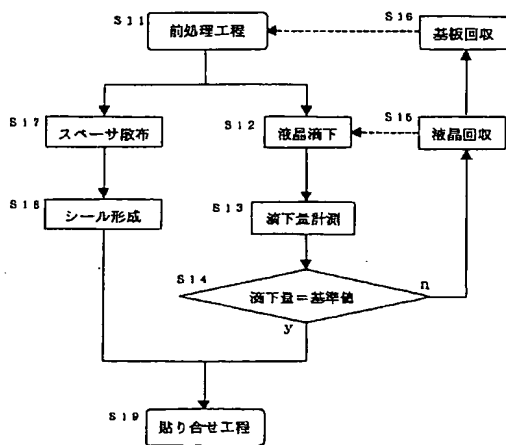 S11
前処理工程
S16
基板回収
S17
スペーサ散布
S12
液晶滴下
S15
液晶回収
S18
シール形成
S13
滴下量計測
S14
滴下量=基準値
n
y
S19
貼り合せ工程